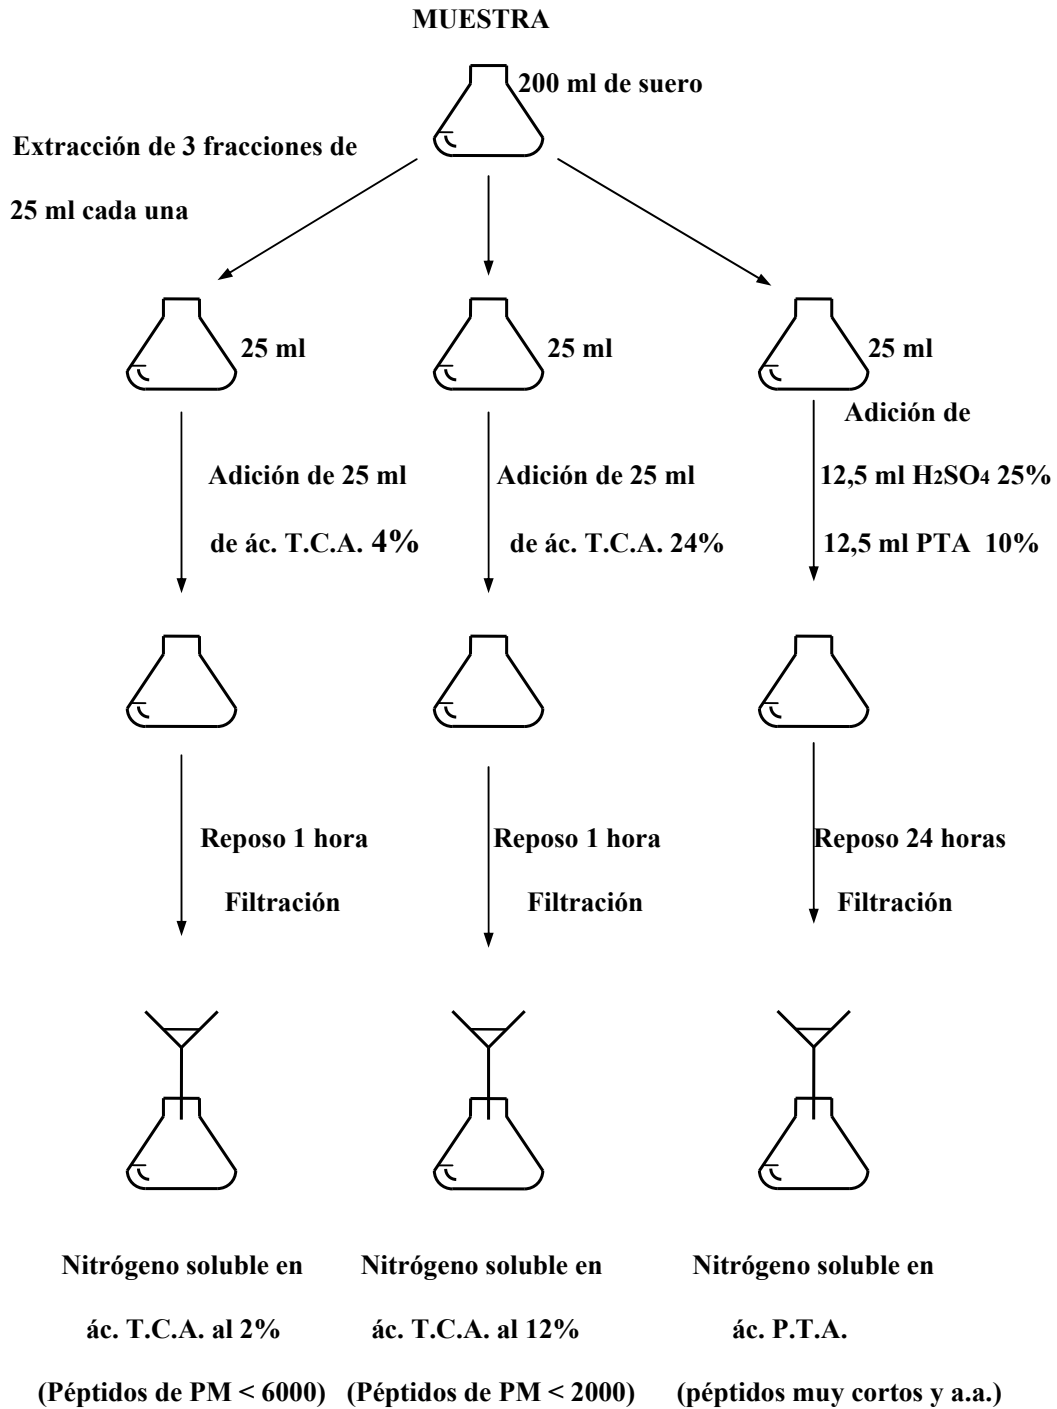 MUESTRA
200 ml de suero
Extracción de 3 fracciones de
25 ml cada una
25 ml
25 ml
25 ml
Adición de 25 ml
de ác. T.C.A. 4%
Adición de 25 ml
de ác. T.C.A. 24%
Adición de
12,5 ml H2SO4 25%
12,5 ml PTA 10%
Reposo 1 hora
Filtración
Reposo 1 hora
Filtración
Reposo 24 horas
Filtración
Nitrógeno soluble en
ác. T.C.A. al 2%
(Péptidos de PM < 6000)
Nitrógeno soluble en
ác. T.C.A. al 12%
(Péptidos de PM < 2000)
Nitrógeno soluble en
ác. P.T.A.
(péptidos muy cortos y a.a.)